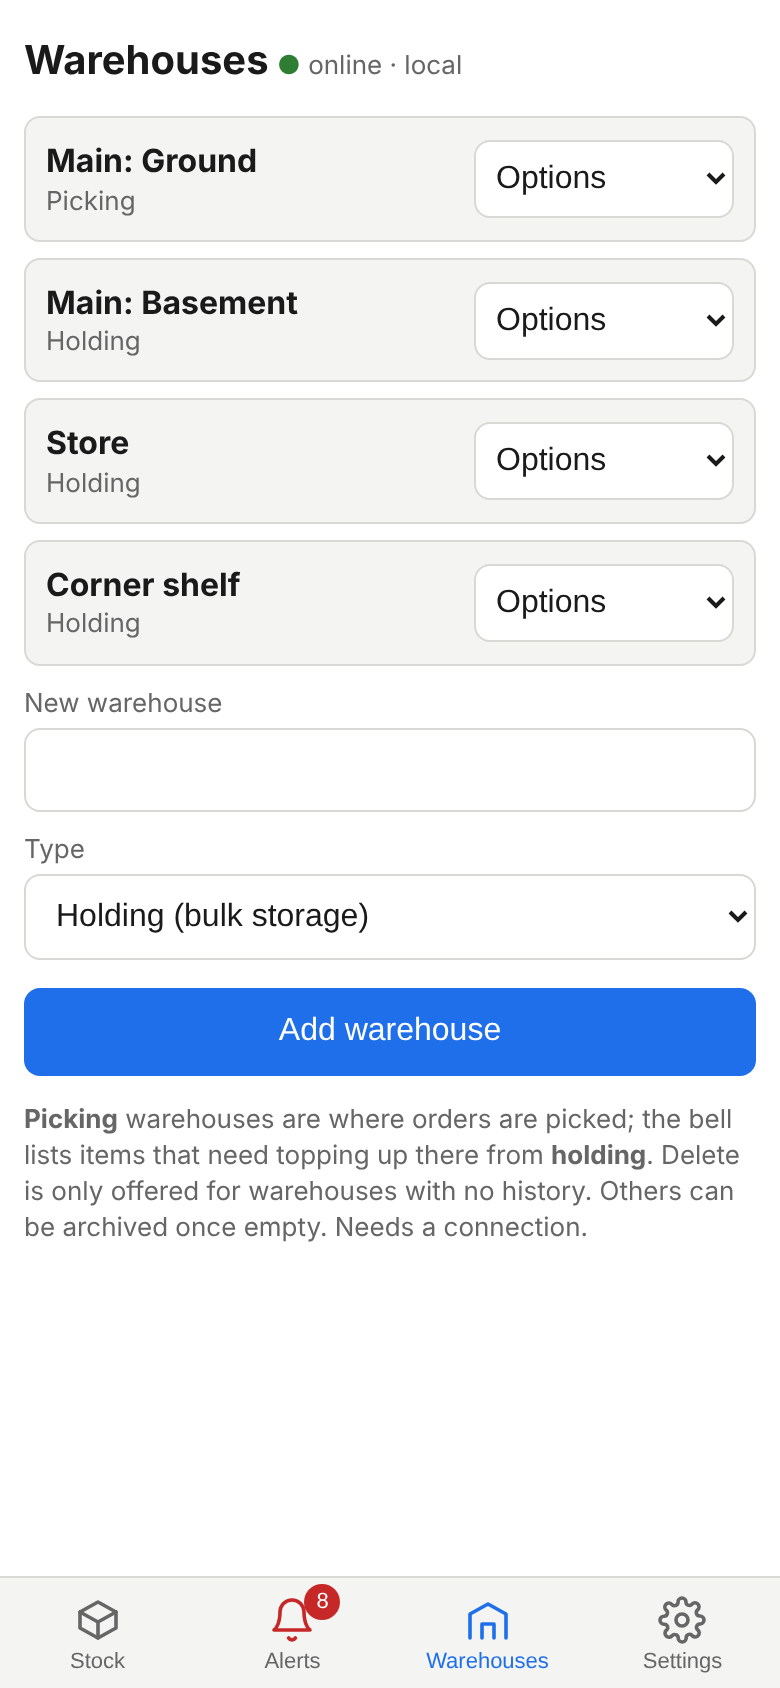 Warehouses online · local
Main: Ground
Picking
Options
Main: Basement
Holding
Options
Store
Holding
Options
Corner shelf
Holding
Options
New warehouse
Type
Holding (bulk storage)
Add warehouse
Picking warehouses are where orders are picked; the bell
lists items that need topping up there from holding. Delete
is only offered for warehouses with no history. Others can
be archived once empty. Needs a connection.
8
Stock
Alerts
Warehouses
Settings